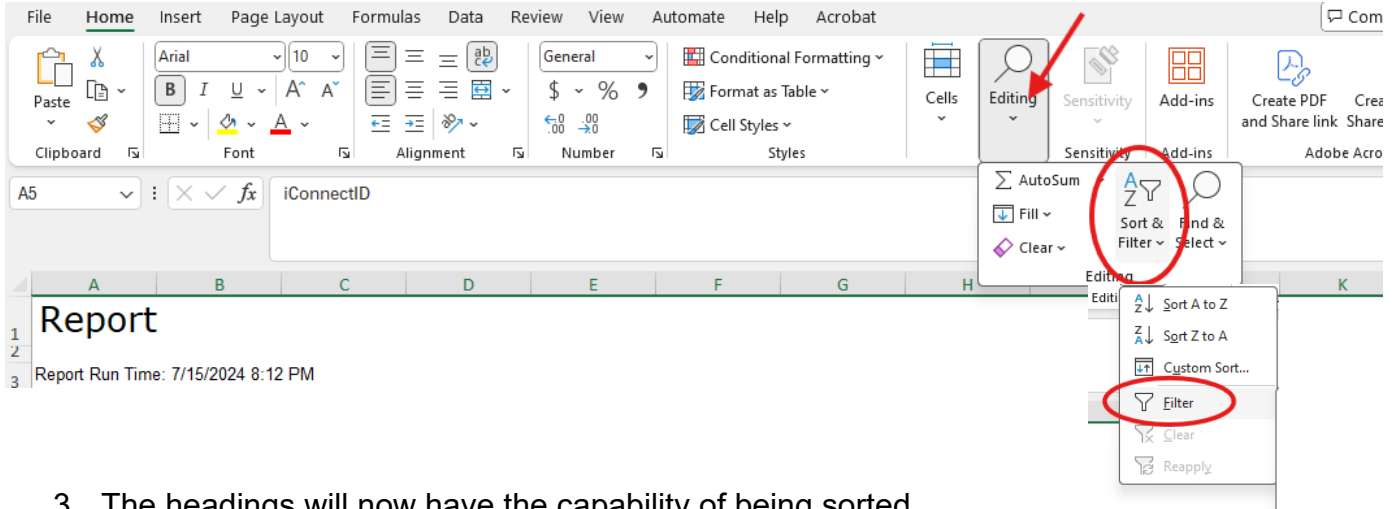 File Home Insert Page Layout Formulas Data Review View Automate Help Acrobat Com
Paste
Arial 10
B I U A A
ab
General
$ % 9
Conditional Formatting
Format as Table
Cell Styles
Cells
Editing
Sensitivity
Add-ins
Create PDF
and Share link
Crea
Share
Clipboard Font Alignment Number Styles Sensitivity Add-ins Adobe Acro
A5 fx iConnectID
AutoSum
Fill
Clear
Sort &
Filter
Find &
Select
Editing
Editi
A B C D E F G H K
Sort A to Z
Sort Z to A
Custom Sort...
Filter
Clear
Reapply
1 Report
2
3 Report Run Time: 7/15/2024 8:12 PM
3. The headings will now have the capability of being sorted